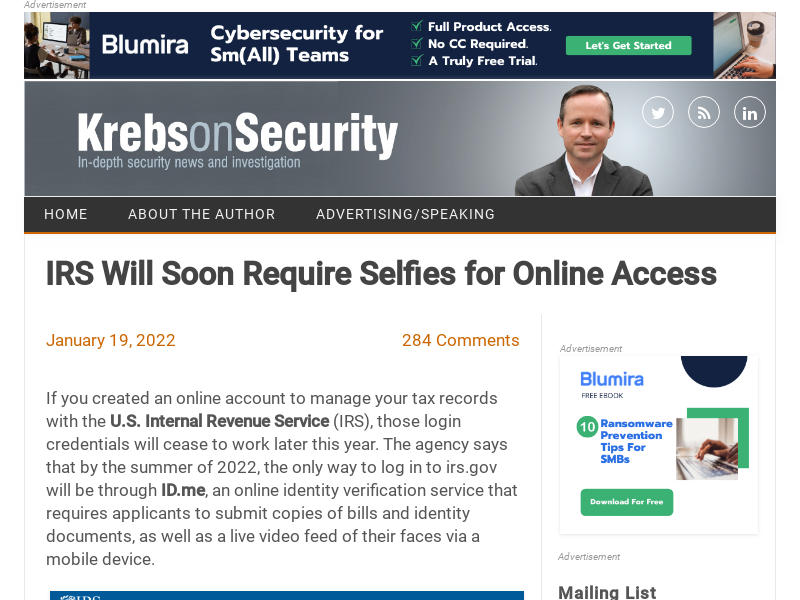 Advertisement
Blumira
Cybersecurity for
Sm(All) Teams
Full Product Access.
No CC Required.
A Truly Free Trial.
Let's Get Started
KrebsonSecurity
In-depth security news and investigation
HOME
ABOUT THE AUTHOR
ADVERTISING/SPEAKING
IRS Will Soon Require Selfies for Online Access
January 19, 2022
284 Comments
If you created an online account to manage your tax records
with the U.S. Internal Revenue Service (IRS), those login
credentials will cease to work later this year. The agency says
that by the summer of 2022, the only way to log in to irs.gov
will be through ID.me, an online identity verification service that
requires applicants to submit copies of bills and identity
documents, as well as a live video feed of their faces via a
mobile device.
Advertisement
Blumira
FREE EBOOK
10 Ransomware
Prevention
Tips For
SMBs
Download For Free
Advertisement
Mailing List